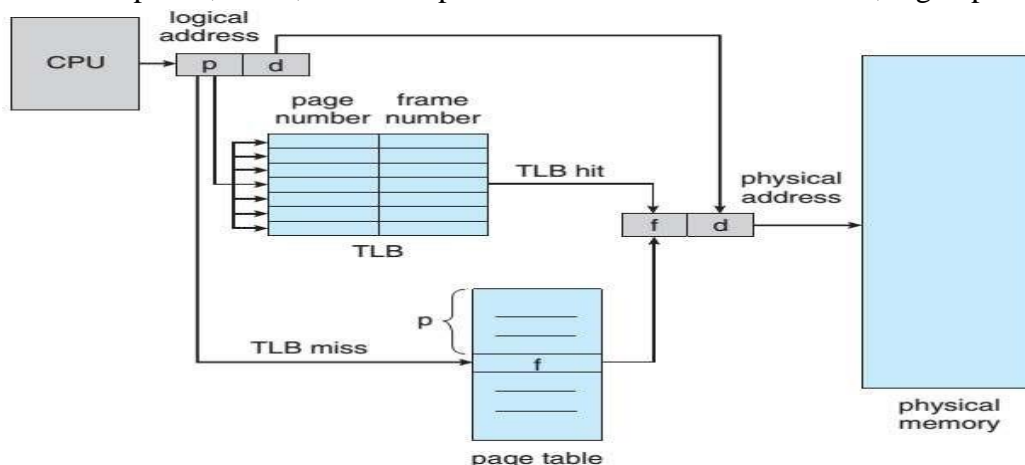 logical
address
CPU
p d
page frame
number number
TLB hit
physical
address
f d
TLB
p
TLB miss
f
physical
memory
page table